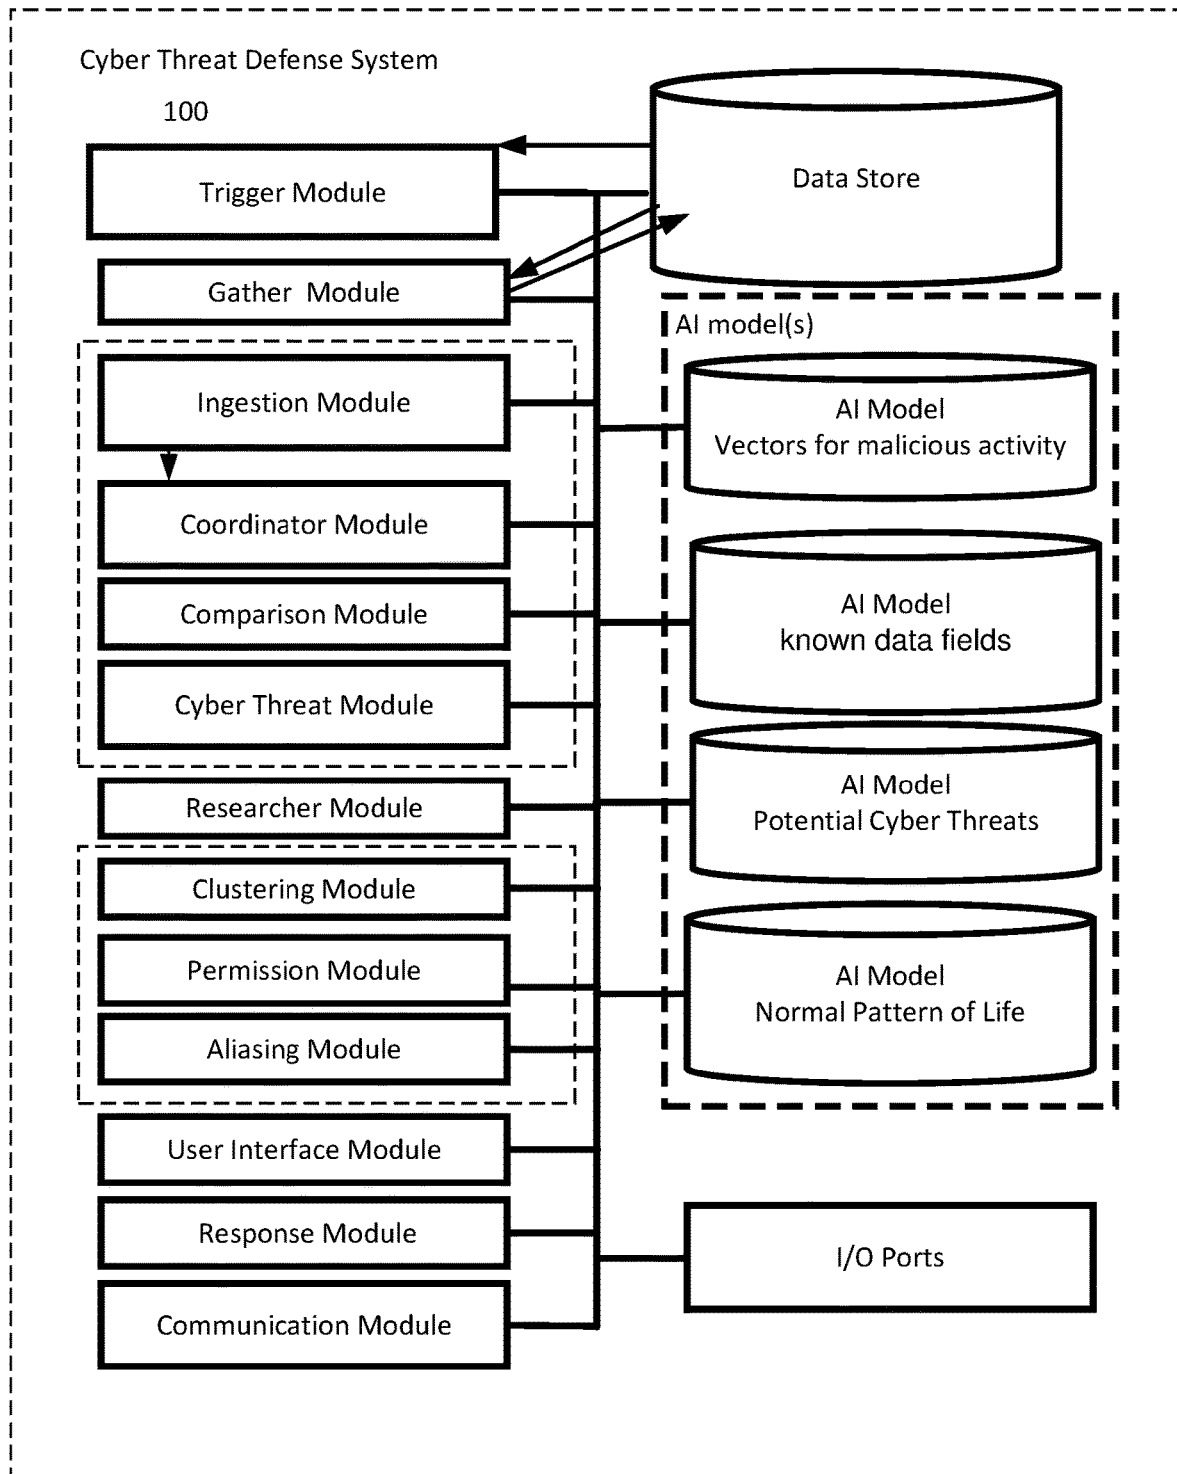 Cyber Threat Defense System
100
Trigger Module
Data Store
Gather Module
AI model(s)
Ingestion Module
AI Model
Vectors for malicious activity
Coordinator Module
Comparison Module
AI Model
known data fields
Cyber Threat Module
Researcher Module
AI Model
Potential Cyber Threats
Clustering Module
Permission Module
Aliasing Module
AI Model
Normal Pattern of Life
User Interface Module
Response Module
I/O Ports
Communication Module